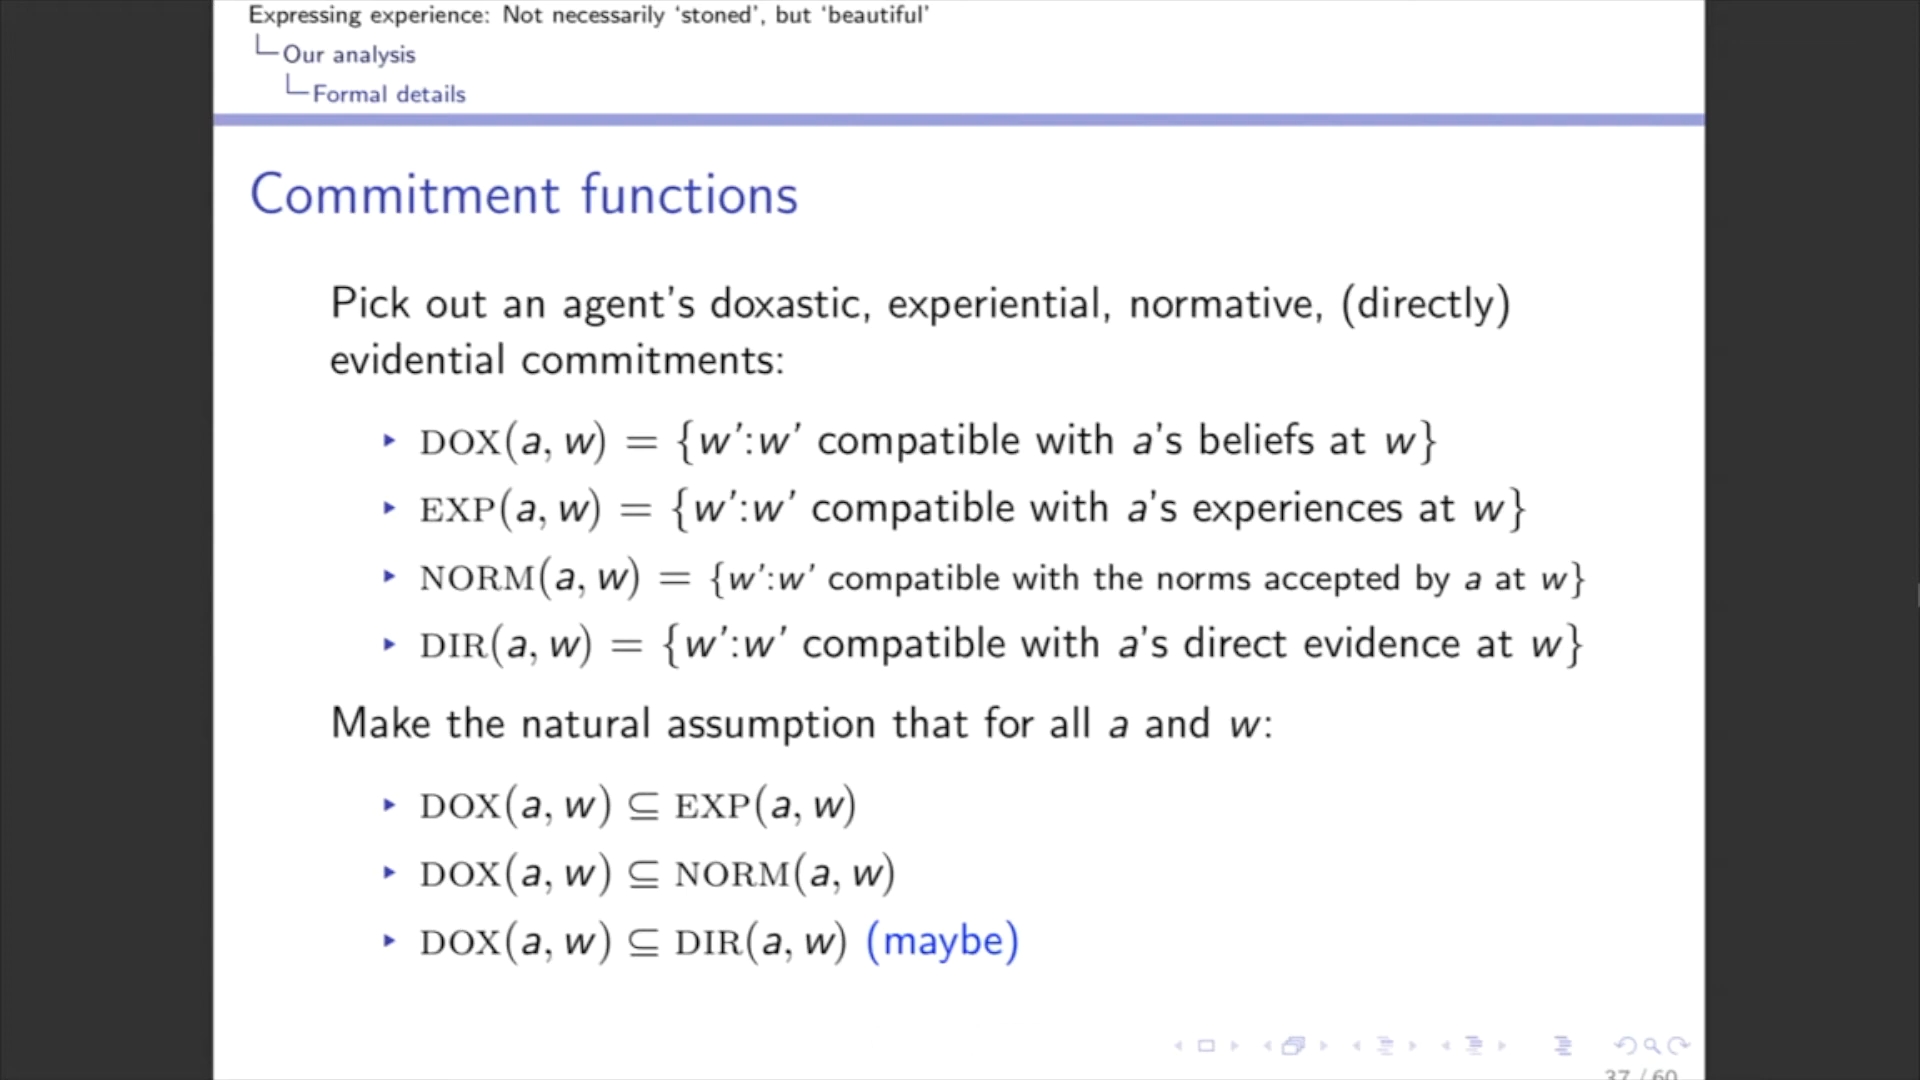 Expressing experience: Not necessarily ‘stoned’, but ‘beautiful’
Our analysis
Formal details
Commitment functions
Pick out an agent’s doxastic, experiential, normative, (directly)
evidential commitments:
DOX(a, w) = {w’:w’ compatible with a’s beliefs at w}
EXP(a, w) = {w’:w’ compatible with a’s experiences at w}
NORM(a, w) = {w’:w’ compatible with the norms accepted by a at w}
DIR(a, w) = {w’:w’ compatible with a’s direct evidence at w}
Make the natural assumption that for all a and w:
DOX(a, w) ⊆ EXP(a, w)
DOX(a, w) ⊆ NORM(a, w)
DOX(a, w) ⊆ DIR(a, w) (maybe)
37 / 60